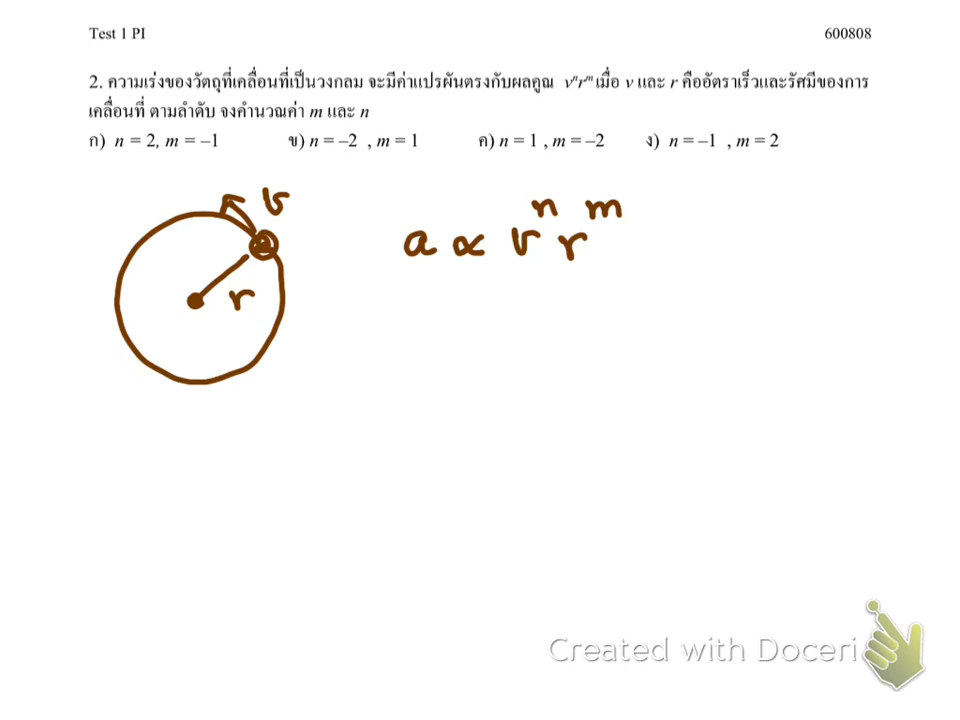 Test 1 PI 600808
2. ความเร่งของวัตถุที่เคลื่อนที่เป็นวงกลม จะมีค่าแปรผันตรงกับผลคูณ vⁿrᵐ เมื่อ v และ r คืออัตราเร็วและรัศมีของการ
เคลื่อนที่ ตามลำดับ จงคำนวณค่า m และ n
ก) n = 2, m = –1 ข) n = –2 , m = 1 ค) n = 1 , m = –2 ง) n = –1 , m = 2
v
a ∝ vⁿ rᵐ
r
Created with Doceri